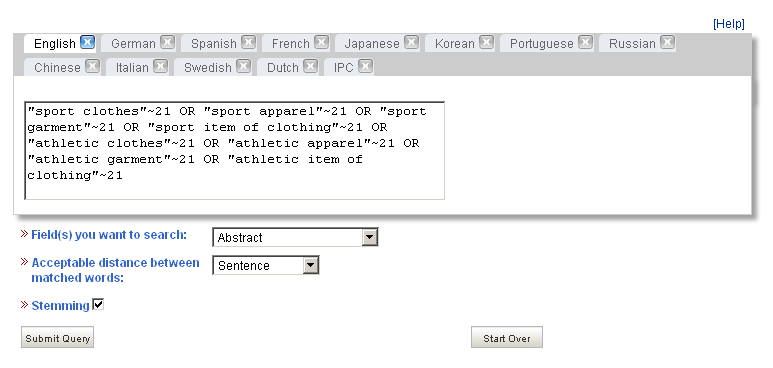 [Help]
English German Spanish French Japanese Korean Portuguese Russian
Chinese Italian Swedish Dutch IPC
"sport clothes"~21 OR "sport apparel"~21 OR "sport
garment"~21 OR "sport item of clothing"~21 OR
"athletic clothes"~21 OR "athletic apparel"~21 OR
"athletic garment"~21 OR "athletic item of
clothing"~21
Field(s) you want to search: Abstract
Acceptable distance between
matched words: Sentence
Stemming
Submit Query Start Over